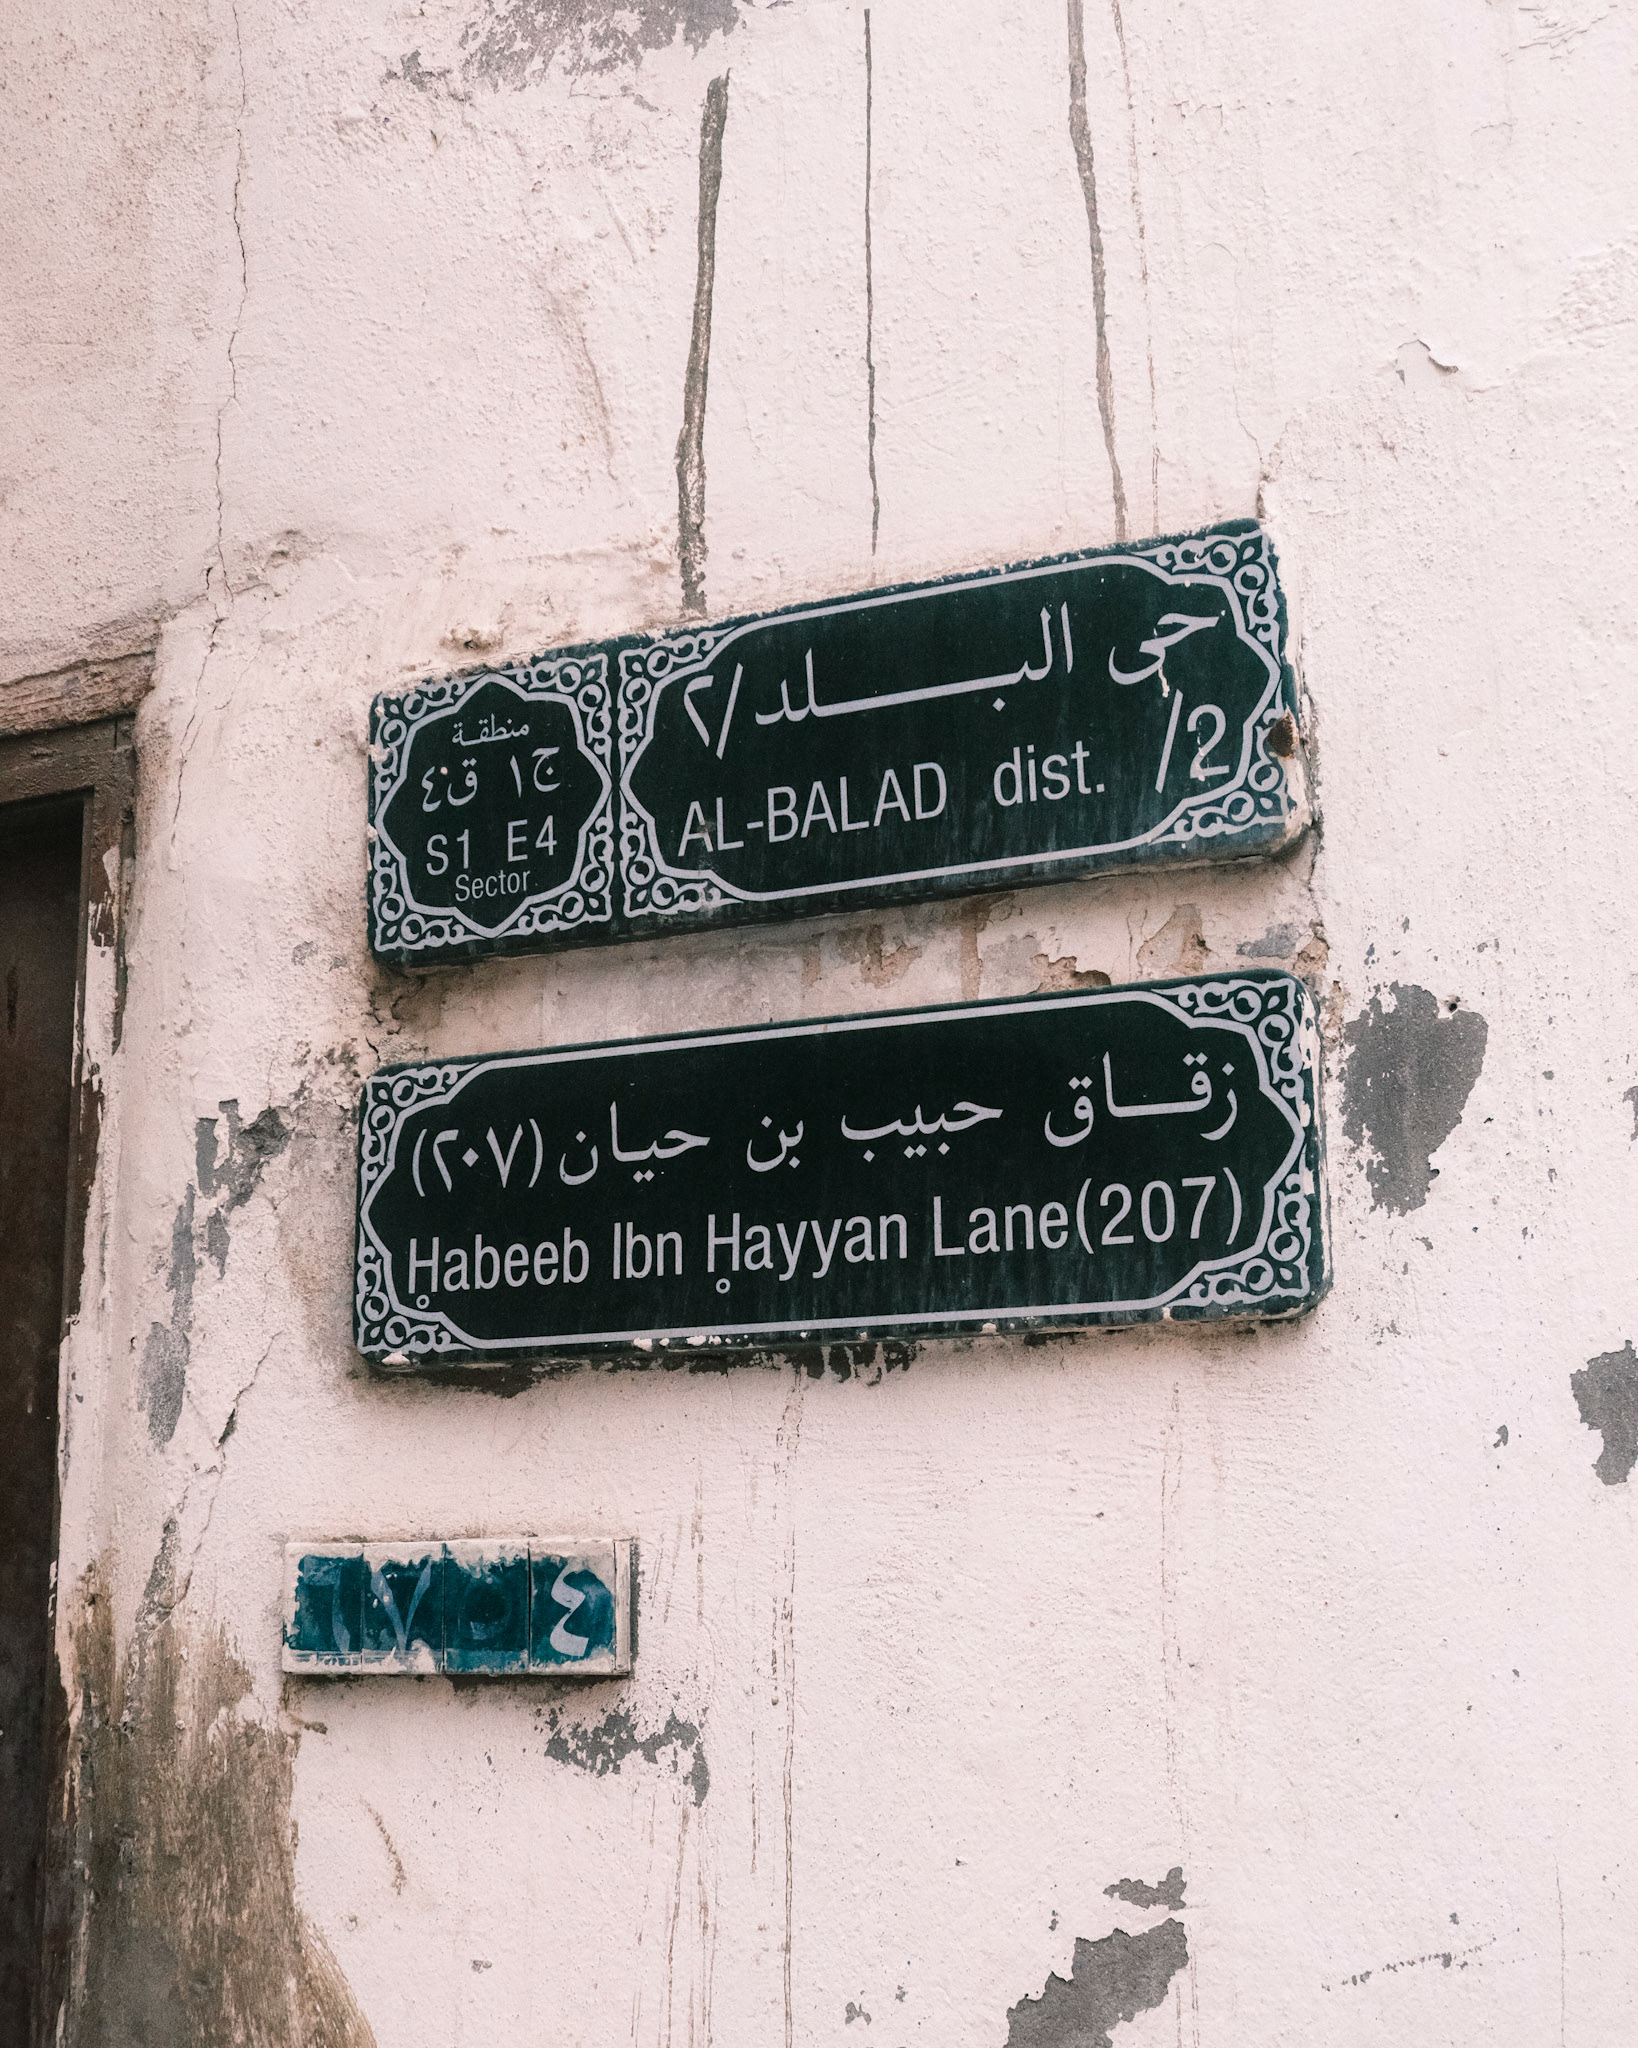 حى البلد /٢
AL-BALAD dist. /2
منطقة
ج١ ق٤
S1 E4
Sector
زقاق حبيب بن حيان (٢٠٧)
Ḥabeeb Ibn Ḥayyan Lane(207)
١٧٥٤